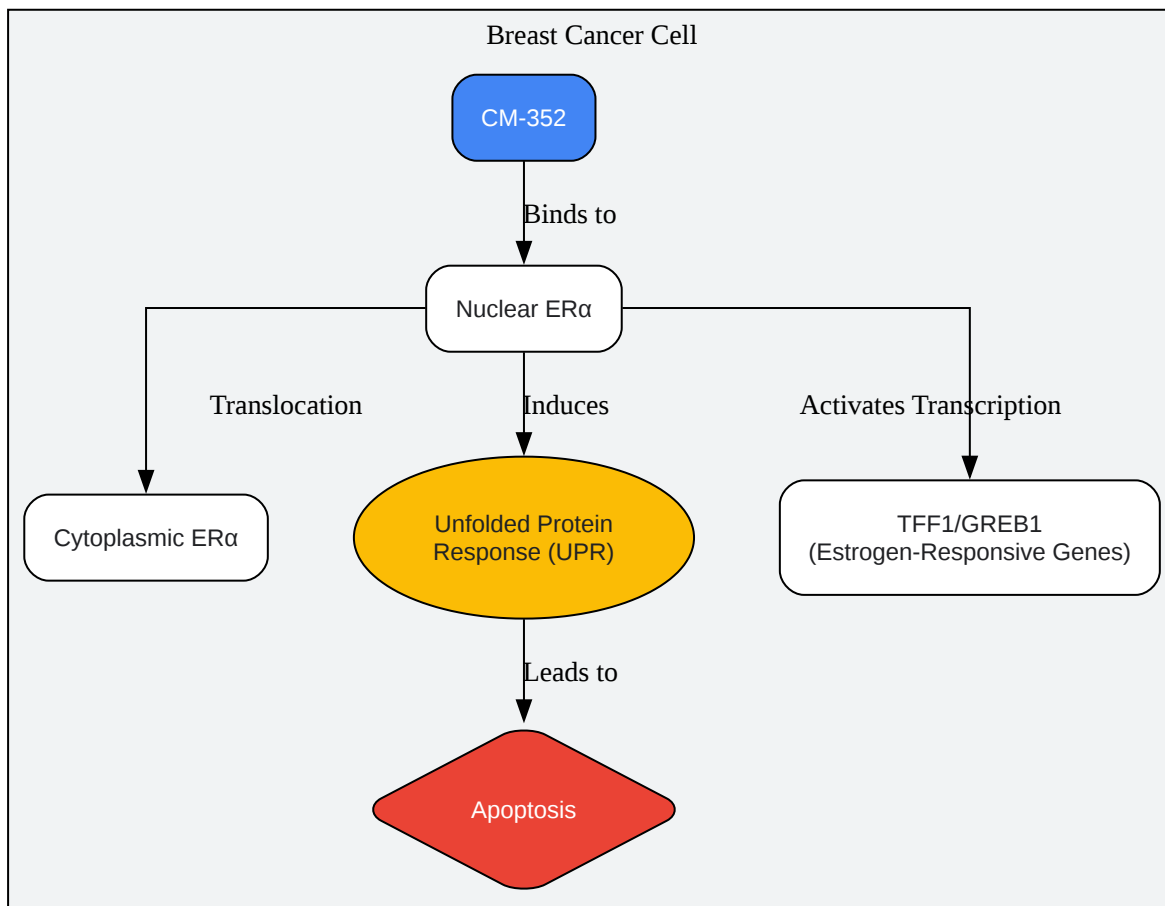 Breast Cancer Cell
CM-352
Binds to
Nuclear ERα
Translocation
Induces
Activates Transcription
Cytoplasmic ERα
Unfolded Protein
Response (UPR)
TFF1/GREB1
(Estrogen-Responsive Genes)
Leads to
Apoptosis